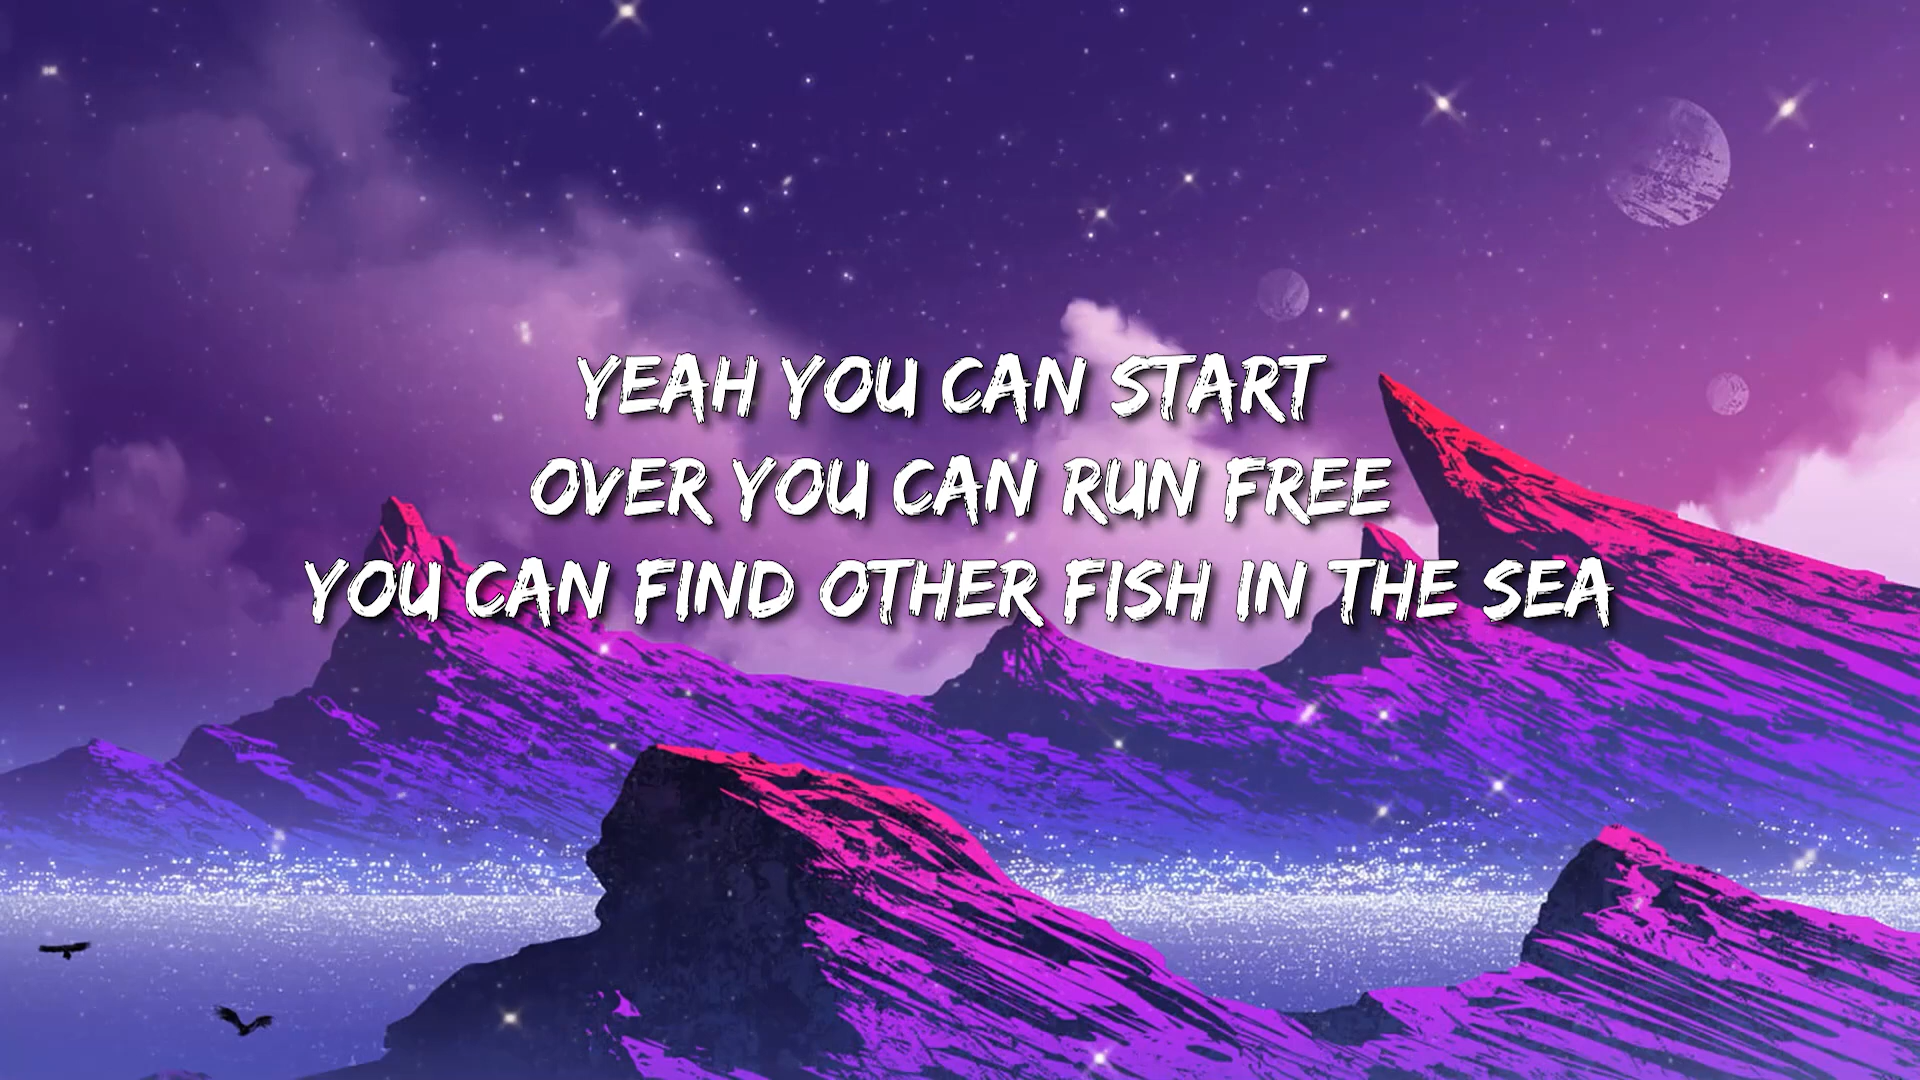 YEAH YOU CAN START
OVER YOU CAN RUN FREE
YOU CAN FIND OTHER FISH IN THE SEA